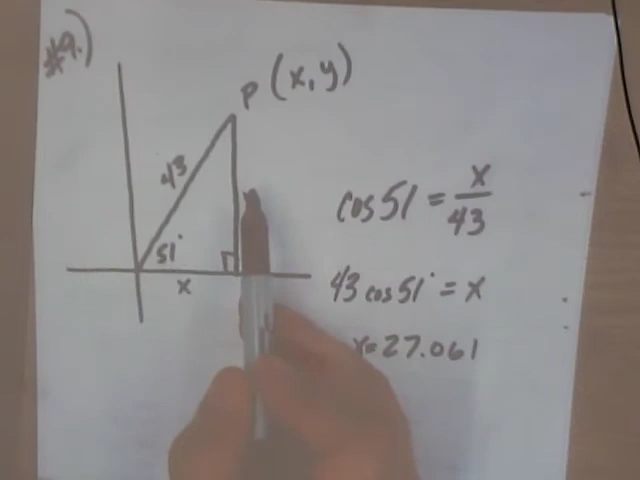 #9.)
P (x, y)
43
51°
x
cos 51 = x/43
43 cos 51° = x
x = 27.061